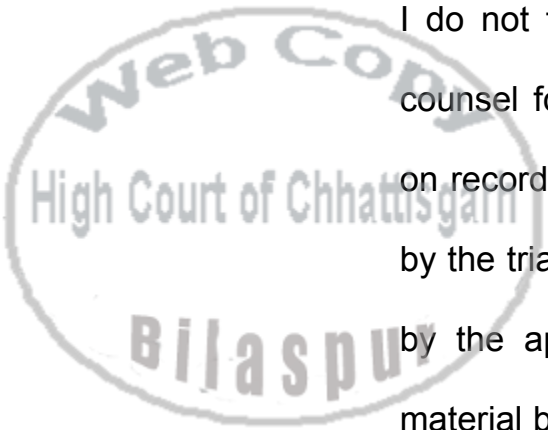 Web Copy
High Court of Chhattisgarh
Bilaspur
I do not
counsel fo
on record
by the tria
by the ap
material b